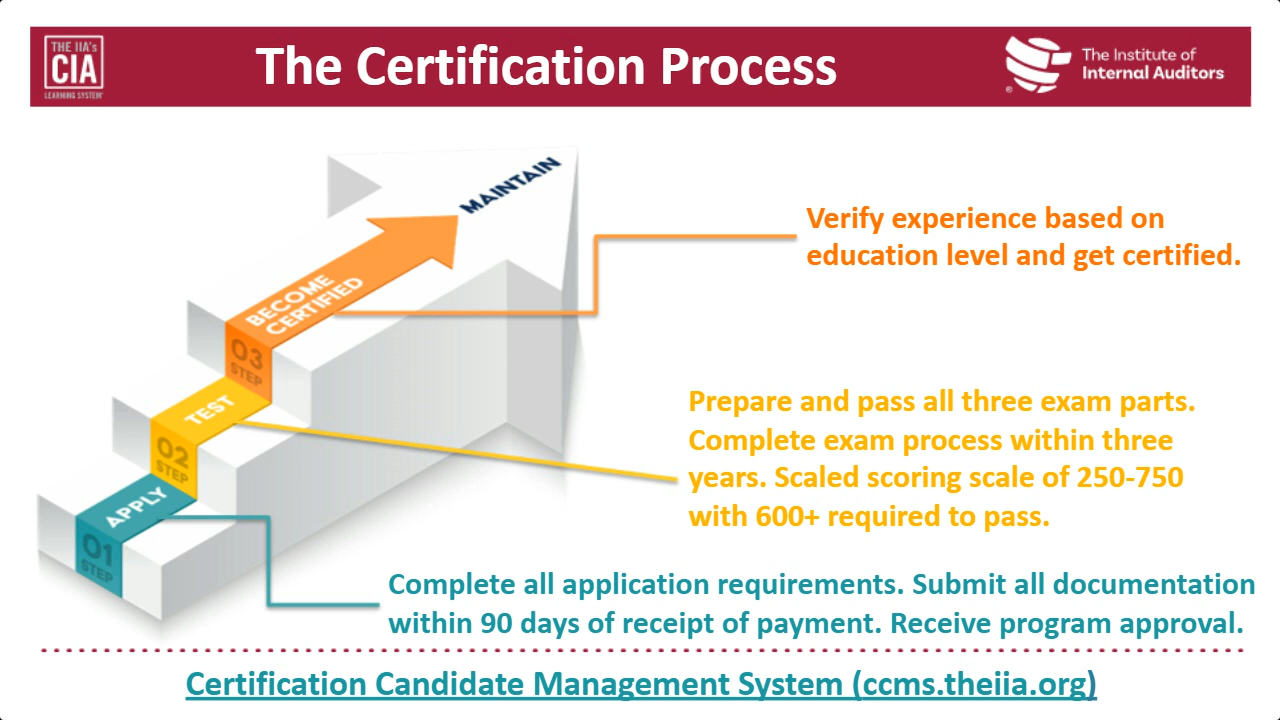 THE IIA's
CIA
LEARNING SYSTEM®
The Certification Process
The Institute of
Internal Auditors
®
MAINTAIN
Verify experience based on
education level and get certified.
BECOME
CERTIFIED
03
STEP
TEST
02
STEP
Prepare and pass all three exam parts.
Complete exam process within three
years. Scaled scoring scale of 250-750
with 600+ required to pass.
APPLY
01
STEP
Complete all application requirements. Submit all documentation
within 90 days of receipt of payment. Receive program approval.
Certification Candidate Management System (ccms.theiia.org)